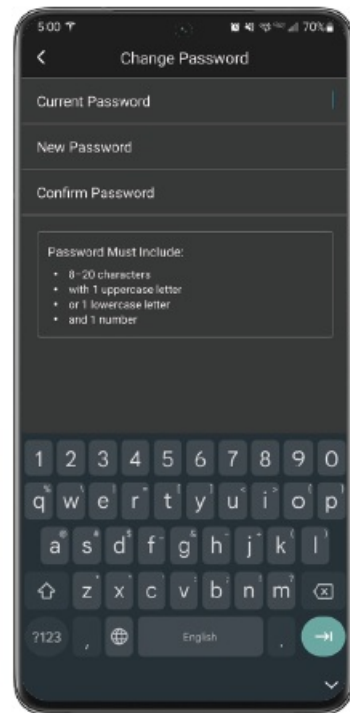 5:00 70%
Change Password
Current Password
New Password
Confirm Password
Password Must Include:
• 8-20 characters
• with 1 uppercase letter
• or 1 lowercase letter
• and 1 number
1 2 3 4 5 6 7 8 9 0
q w e r t y u i o p
a s d f g h j k l
z x c v b n m
?123 , English .